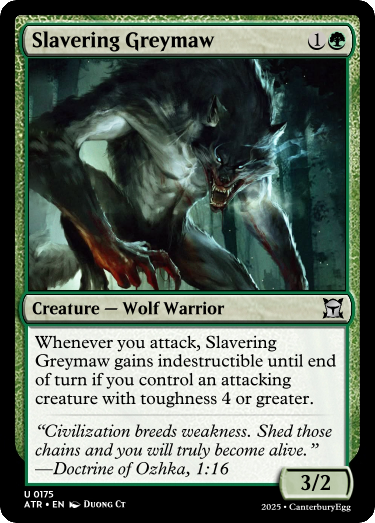 Slavering Greymaw 1
Creature — Wolf Warrior
Whenever you attack, Slavering
Greymaw gains indestructible until end
of turn if you control an attacking
creature with toughness 4 or greater.
“Civilization breeds weakness. Shed those
chains and you will truly become alive.”
—Doctrine of Ozhka, 1:16
3/2
U 0175
ATR • EN Duong Ct
2025 • CanterburyEgg